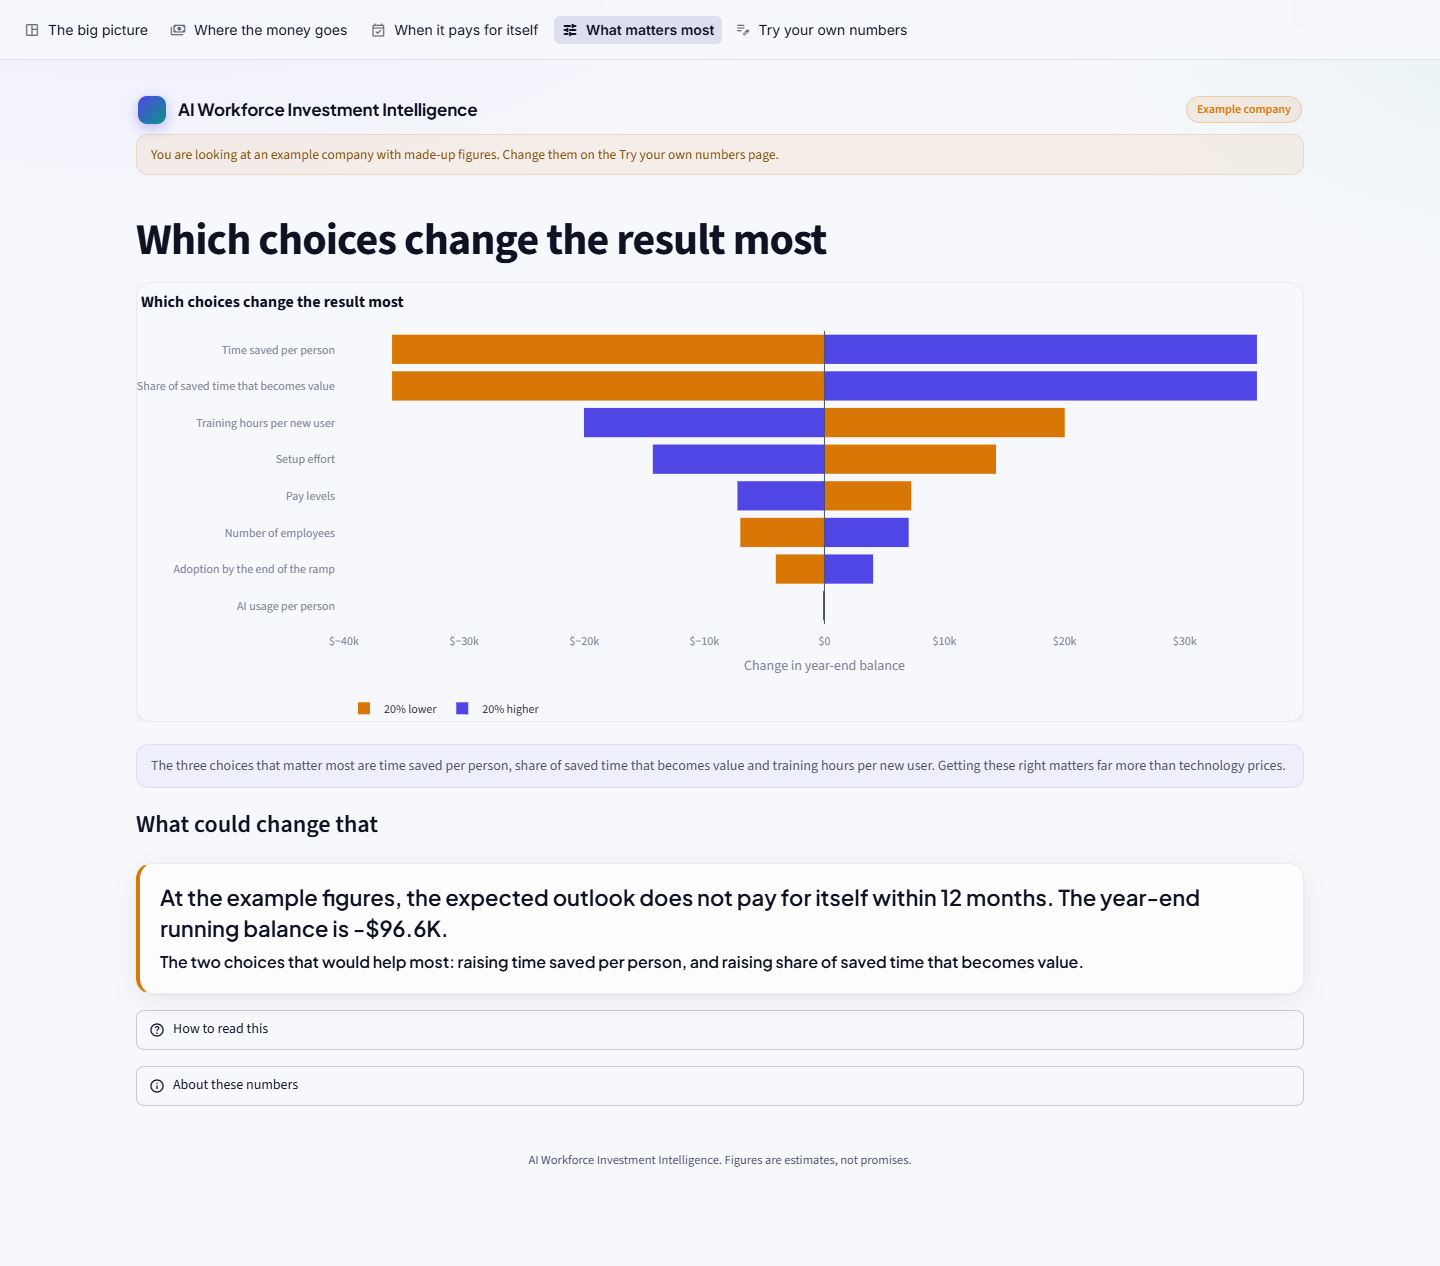 The big picture
Where the money goes
When it pays for itself
What matters most
Try your own numbers
AI Workforce Investment Intelligence
Example company
You are looking at an example company with made-up figures. Change them on the Try your own numbers page.
Which choices change the result most
Which choices change the result most
Time saved per person
Share of saved time that becomes value
Training hours per new user
Setup effort
Pay levels
Number of employees
Adoption by the end of the ramp
AI usage per person
$−40k
$−30k
$−20k
$−10k
$0
$10k
$20k
$30k
Change in year-end balance
20% lower
20% higher
The three choices that matter most are time saved per person, share of saved time that becomes value and training hours per new user. Getting these right matters far more than technology prices.
What could change that
At the example figures, the expected outlook does not pay for itself within 12 months. The year-end
running balance is -$96.6K.
The two choices that would help most: raising time saved per person, and raising share of saved time that becomes value.
How to read this
About these numbers
AI Workforce Investment Intelligence. Figures are estimates, not promises.